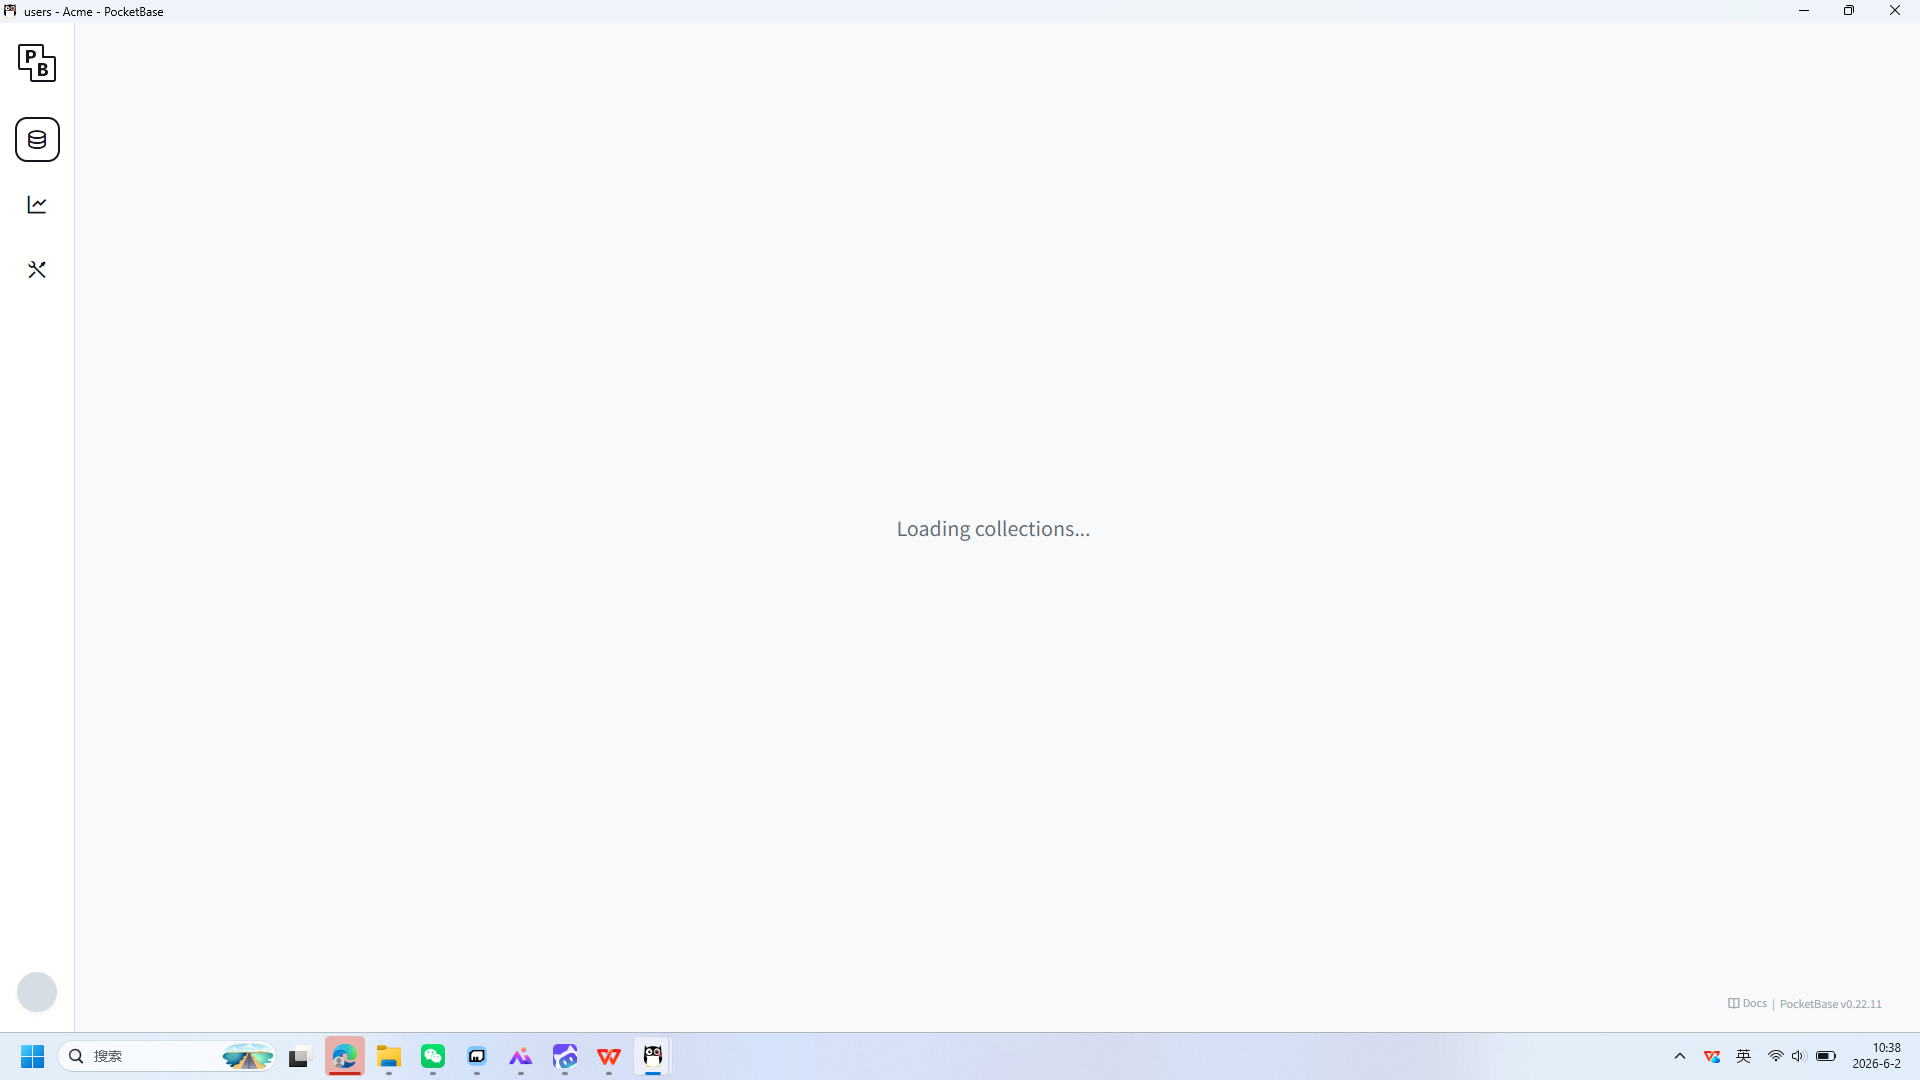 users - Acme - PocketBase
P
B
Loading collections...
Docs | PocketBase v0.22.11
搜索
英
10:38
2026-6-2